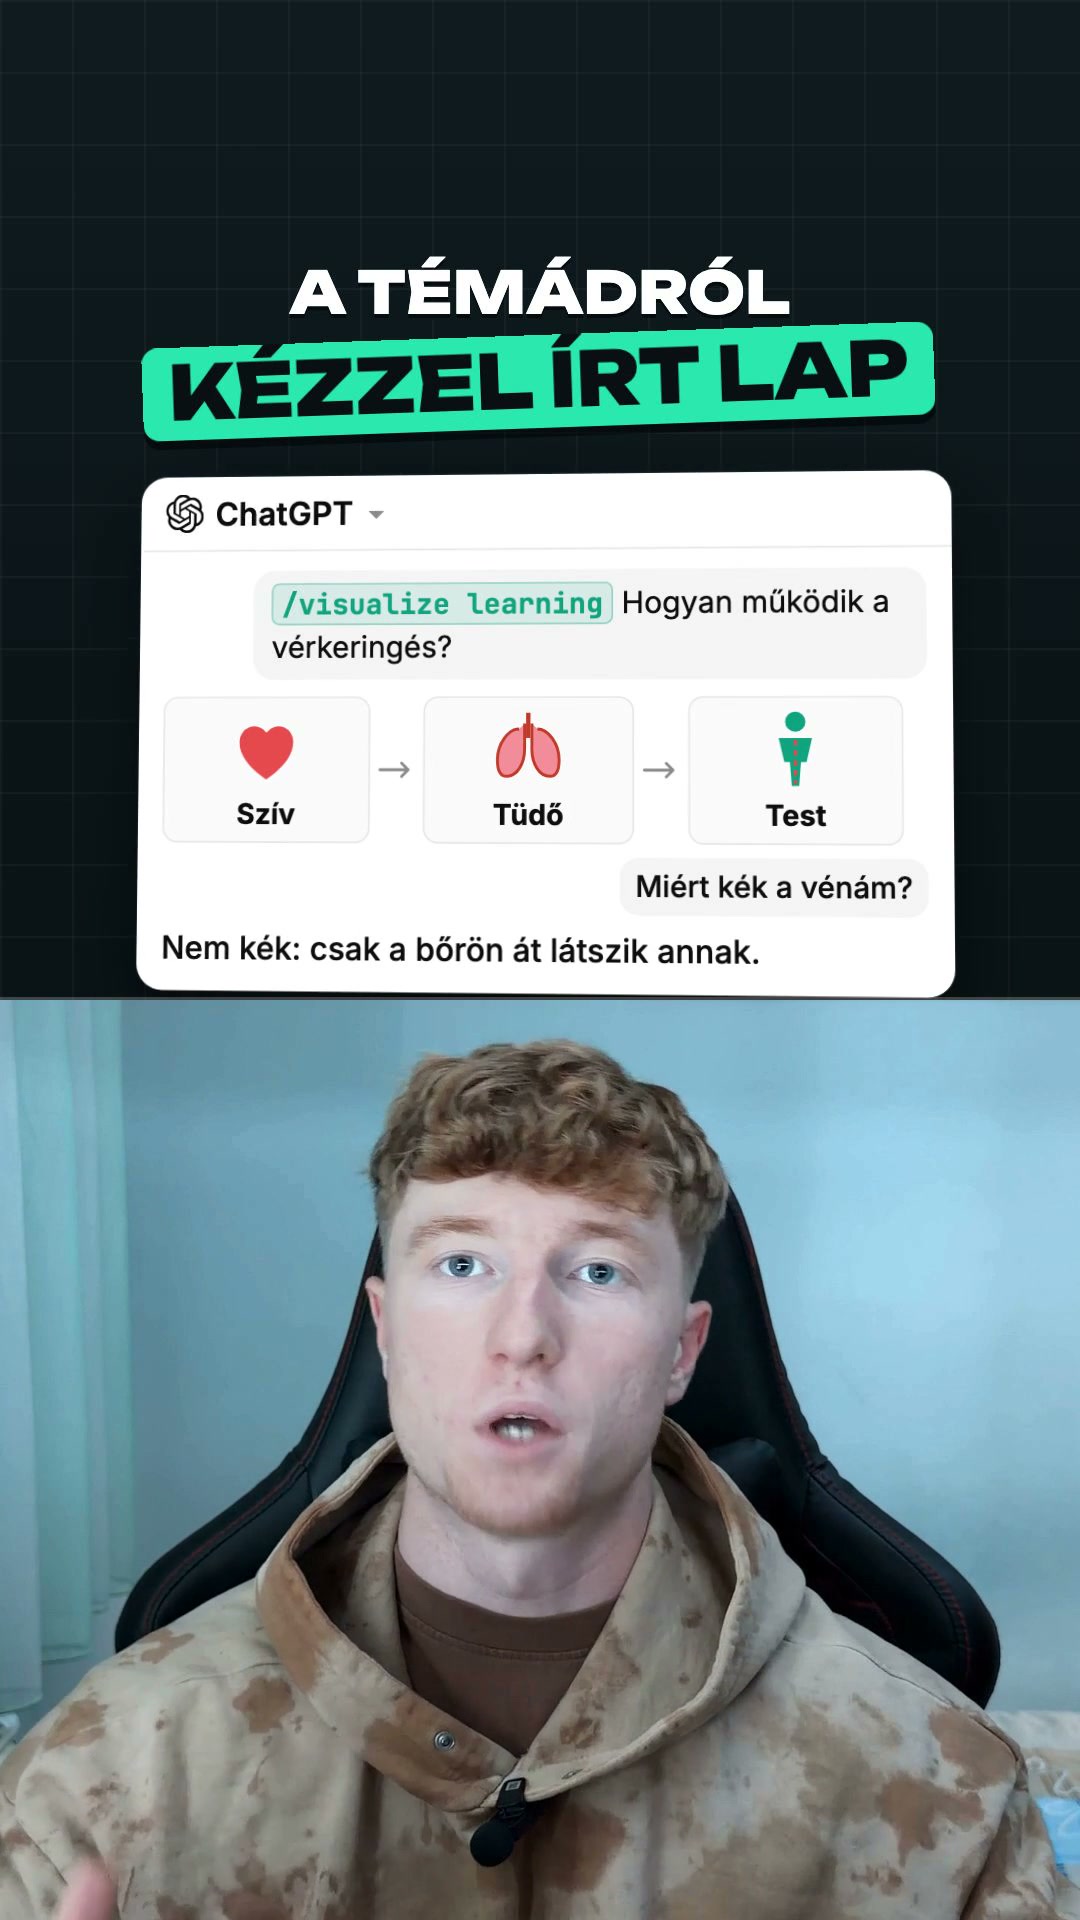 A TÉMÁDRÓL
KÉZZEL ÍRT LAP
ChatGPT
/visualize learning Hogyan működik a
vérkeringés?
Szív
Tüdő
Test
Miért kék a vénám?
Nem kék: csak a bőrön át látszik annak.